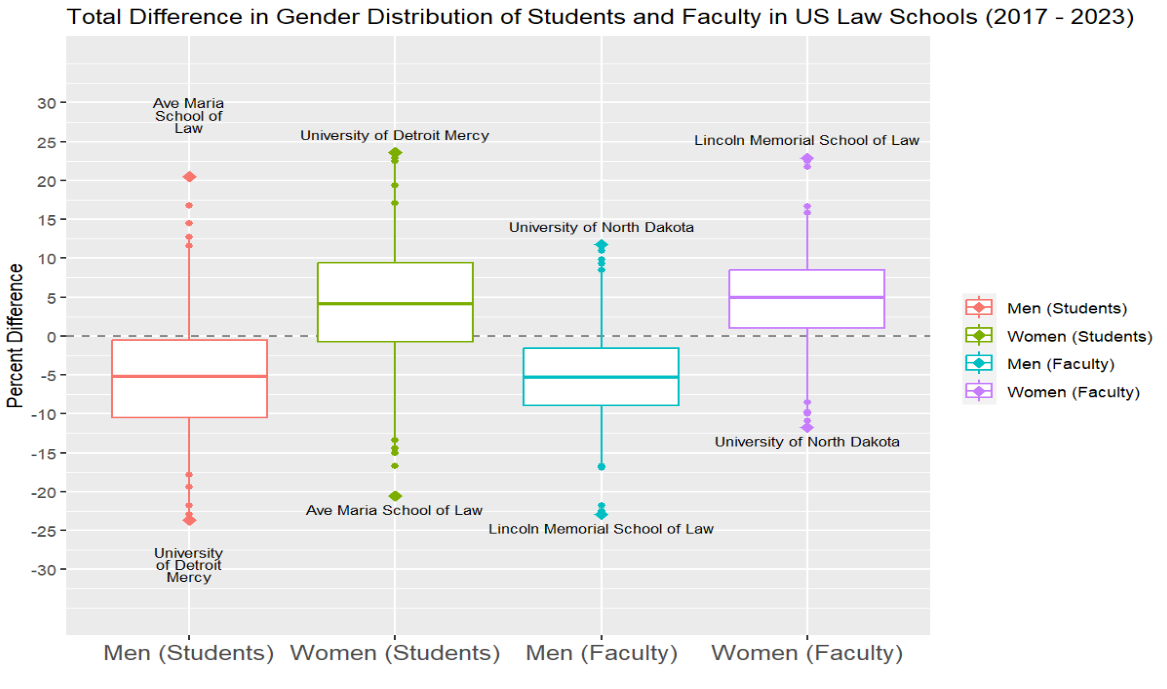 Total Difference in Gender Distribution of Students and Faculty in US Law Schools (2017 - 2023)
Percent Difference
30
25
20
15
10
5
0
-5
-10
-15
-20
-25
-30
Ave Maria
School of
Law
University of Detroit Mercy
Lincoln Memorial School of Law
University of North Dakota
University of North Dakota
Ave Maria School of Law
Lincoln Memorial School of Law
University
of Detroit
Mercy
Men (Students)
Women (Students)
Men (Faculty)
Women (Faculty)
Men (Students)
Women (Students)
Men (Faculty)
Women (Faculty)